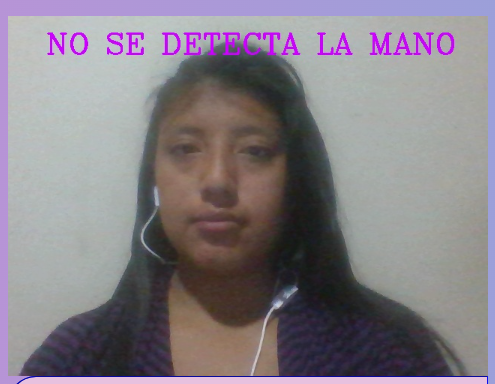 NO SE DETECTA LA MANO